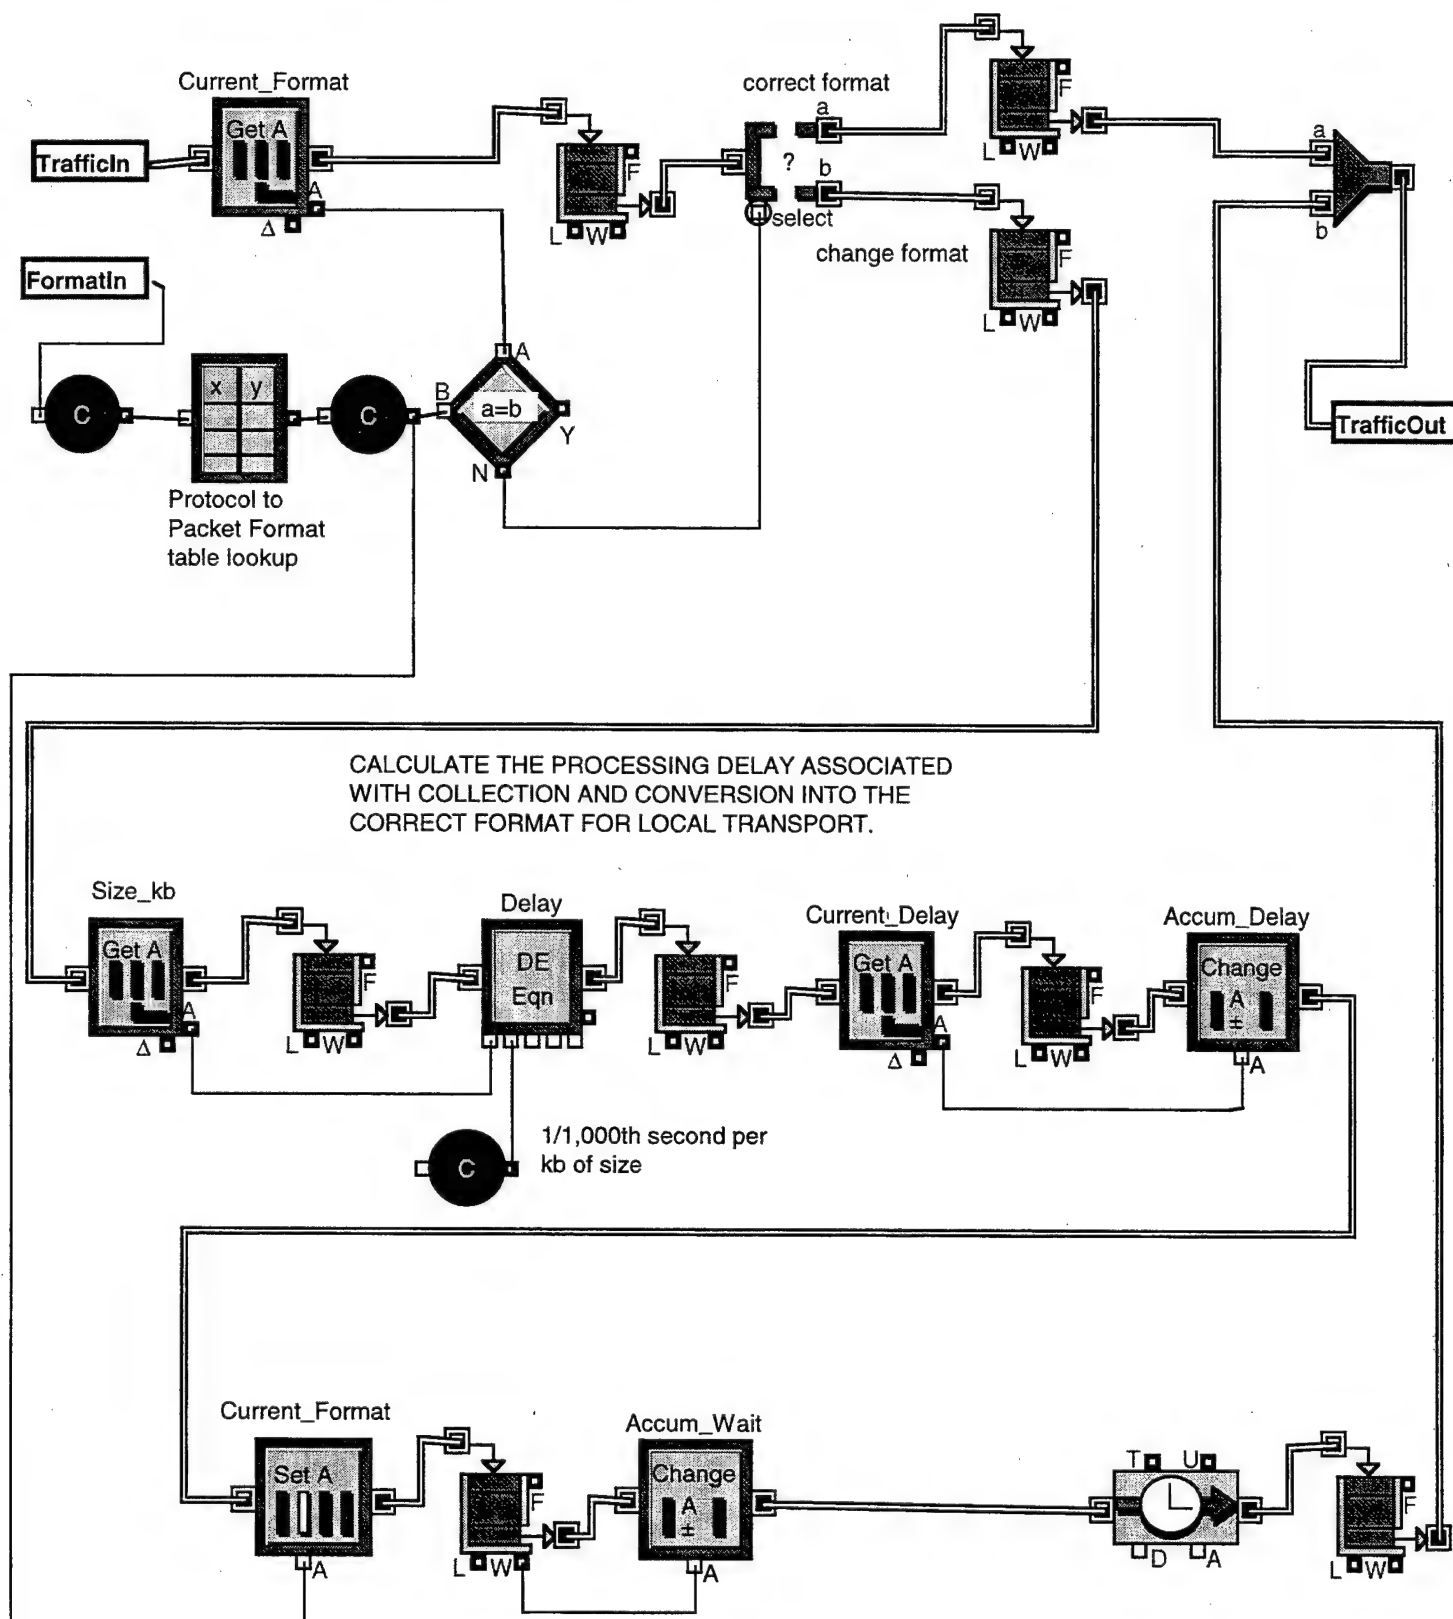 Current_Format
Get A
A
Δ
TrafficIn
F
L W
correct format
a
?
b
select
change format
F
L W
F
L W
a
b
TrafficOut
FormatIn
C
x y
C
B
A
a=b
Y
N
Protocol to
Packet Format
table lookup
CALCULATE THE PROCESSING DELAY ASSOCIATED
WITH COLLECTION AND CONVERSION INTO THE
CORRECT FORMAT FOR LOCAL TRANSPORT.
Size_kb
Get A
A
Δ
F
L W
Delay
DE
Eqn
F
L W
Current_Delay
Get A
A
Δ
F
L W
Accum_Delay
Change
A
±
A
C
1/1,000th second per
kb of size
Current_Format
Set A
A
F
L W
Accum_Wait
Change
A
±
A
T U
D A
F
L W